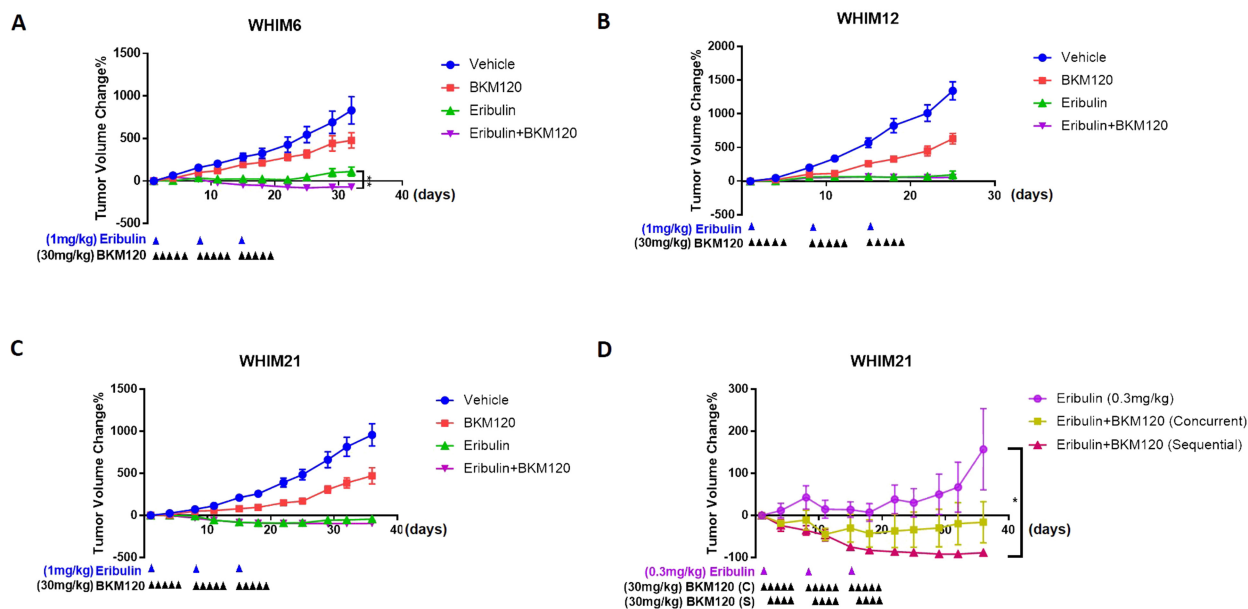 A
WHIM6
Tumor Volume Change%
1500
1000
500
0
-500
10
20
30
40
(days)
Vehicle
BKM120
Eribulin
Eribulin+BKM120
**
(1mg/kg) Eribulin
(30mg/kg) BKM120
B
WHIM12
Tumor Volume Change%
2000
1500
1000
500
0
-500
10
20
30
(days)
Vehicle
BKM120
Eribulin
Eribulin+BKM120
(1mg/kg) Eribulin
(30mg/kg) BKM120
C
WHIM21
Tumor Volume Change%
1500
1000
500
0
-500
10
20
30
40
(days)
Vehicle
BKM120
Eribulin
Eribulin+BKM120
(1mg/kg) Eribulin
(30mg/kg) BKM120
D
WHIM21
Tumor Volume Change%
300
200
100
0
-100
10
20
30
40
(days)
Eribulin (0.3mg/kg)
Eribulin+BKM120 (Concurrent)
Eribulin+BKM120 (Sequential)
*
(0.3mg/kg) Eribulin
(30mg/kg) BKM120 (C)
(30mg/kg) BKM120 (S)